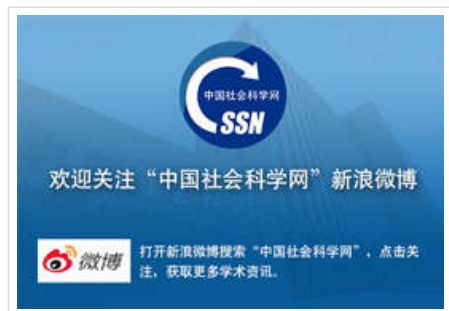 中国社会科学网
SSN
欢迎关注“中国社会科学网”新浪微博
微博
打开新浪微博搜索“中国社会科学网”，点击关
注，获取更多学术资讯。